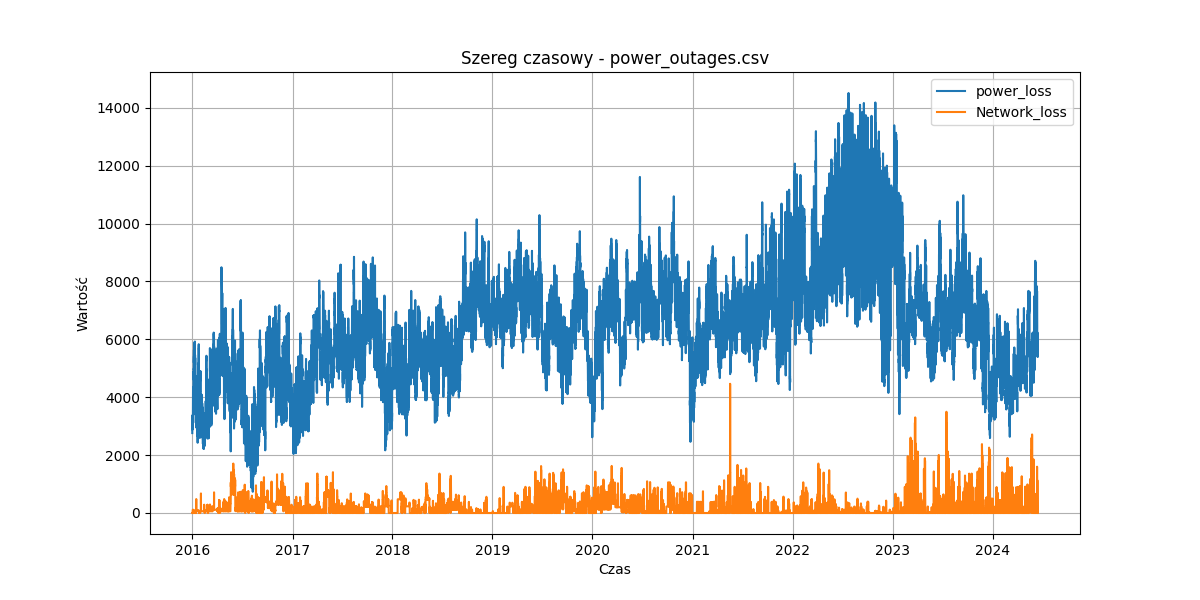 Szereg czasowy - power_outages.csv
power_loss
Network_loss
14000
12000
10000
8000
6000
4000
2000
0
Wartość
2016 2017 2018 2019 2020 2021 2022 2023 2024
Czas